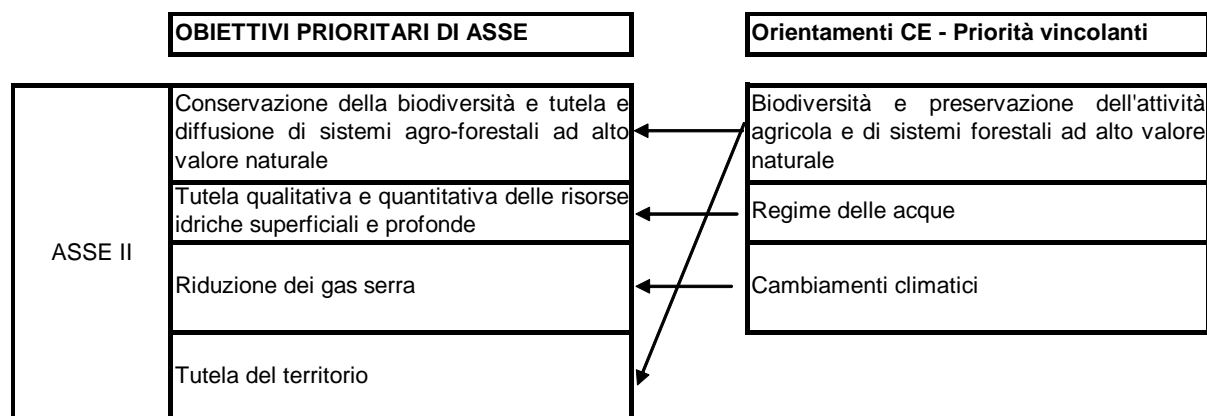 OBIETTIVI PRIORITARI DI ASSE
Orientamenti CE - Priorità vincolanti
ASSE II
Conservazione della biodiversità e tutela e
diffusione di sistemi agro-forestali ad alto
valore naturale
Biodiversità e preservazione dell'attività
agricola e di sistemi forestali ad alto valore
naturale
Tutela qualitativa e quantitativa delle risorse
idriche superficiali e profonde
Regime delle acque
Riduzione dei gas serra
Cambiamenti climatici
Tutela del territorio